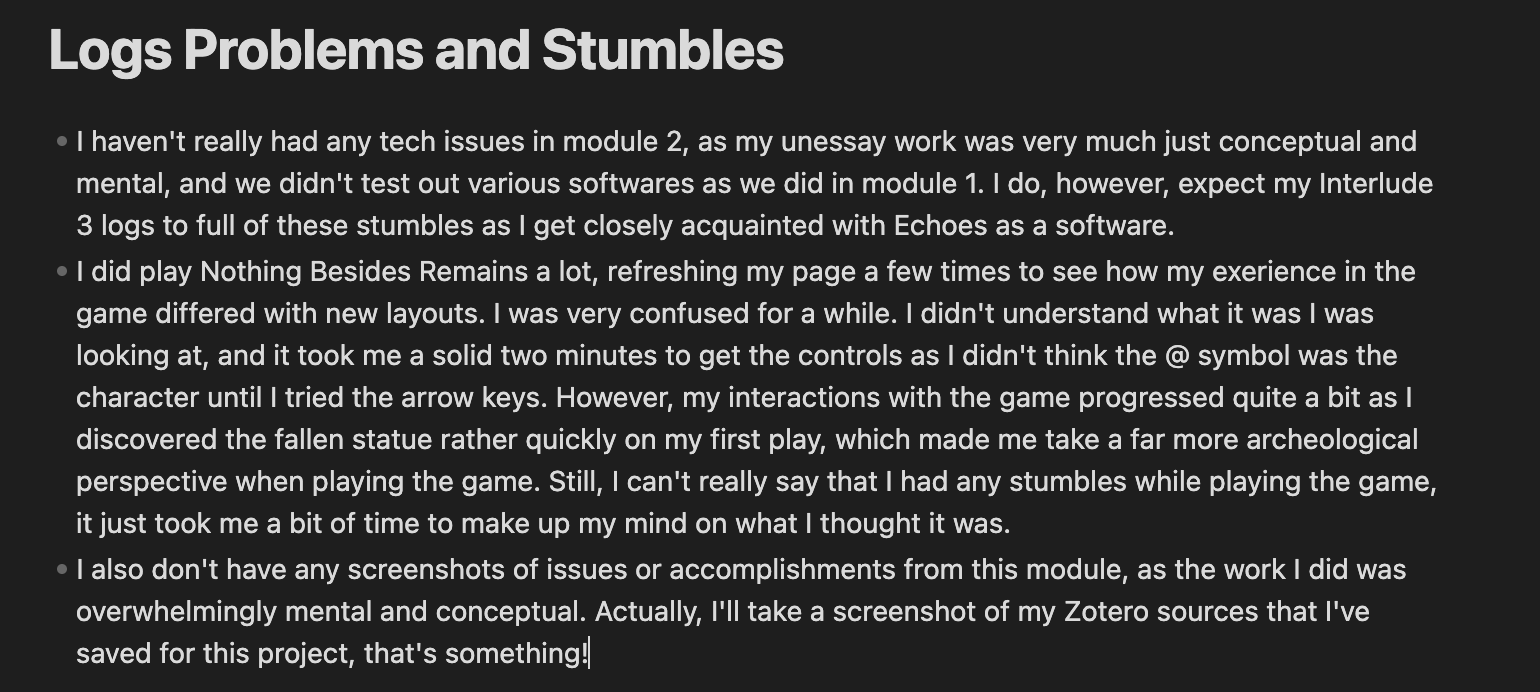 Logs Problems and Stumbles
I haven't really had any tech issues in module 2, as my unessay work was very much just conceptual and
mental, and we didn't test out various softwares as we did in module 1. I do, however, expect my Interlude
3 logs to full of these stumbles as I get closely acquainted with Echoes as a software.
I did play Nothing Besides Remains a lot, refreshing my page a few times to see how my exerience in the
game differed with new layouts. I was very confused for a while. I didn't understand what it was I was
looking at, and it took me a solid two minutes to get the controls as I didn't think the @ symbol was the
character until I tried the arrow keys. However, my interactions with the game progressed quite a bit as I
discovered the fallen statue rather quickly on my first play, which made me take a far more archeological
perspective when playing the game. Still, I can't really say that I had any stumbles while playing the game,
it just took me a bit of time to make up my mind on what I thought it was.
I also don't have any screenshots of issues or accomplishments from this module, as the work I did was
overwhelmingly mental and conceptual. Actually, I'll take a screenshot of my Zotero sources that I've
saved for this project, that's something!